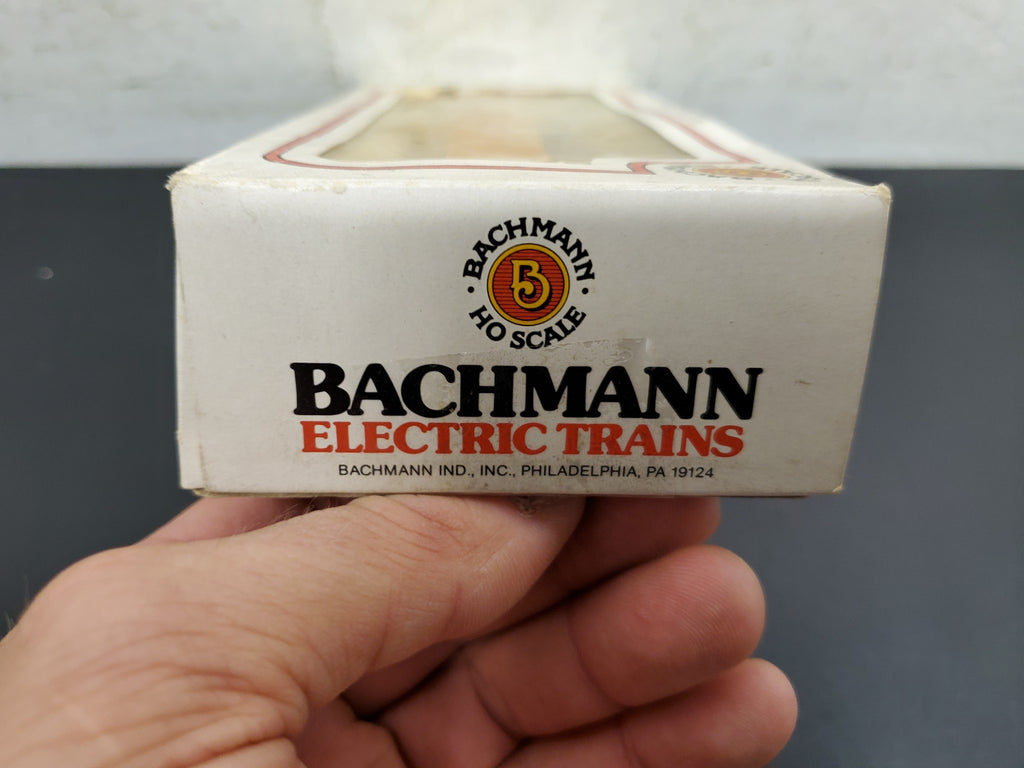 BACHMANN
B
HO SCALE
BACHMANN
ELECTRIC TRAINS
BACHMANN IND., INC., PHILADELPHIA, PA 19124